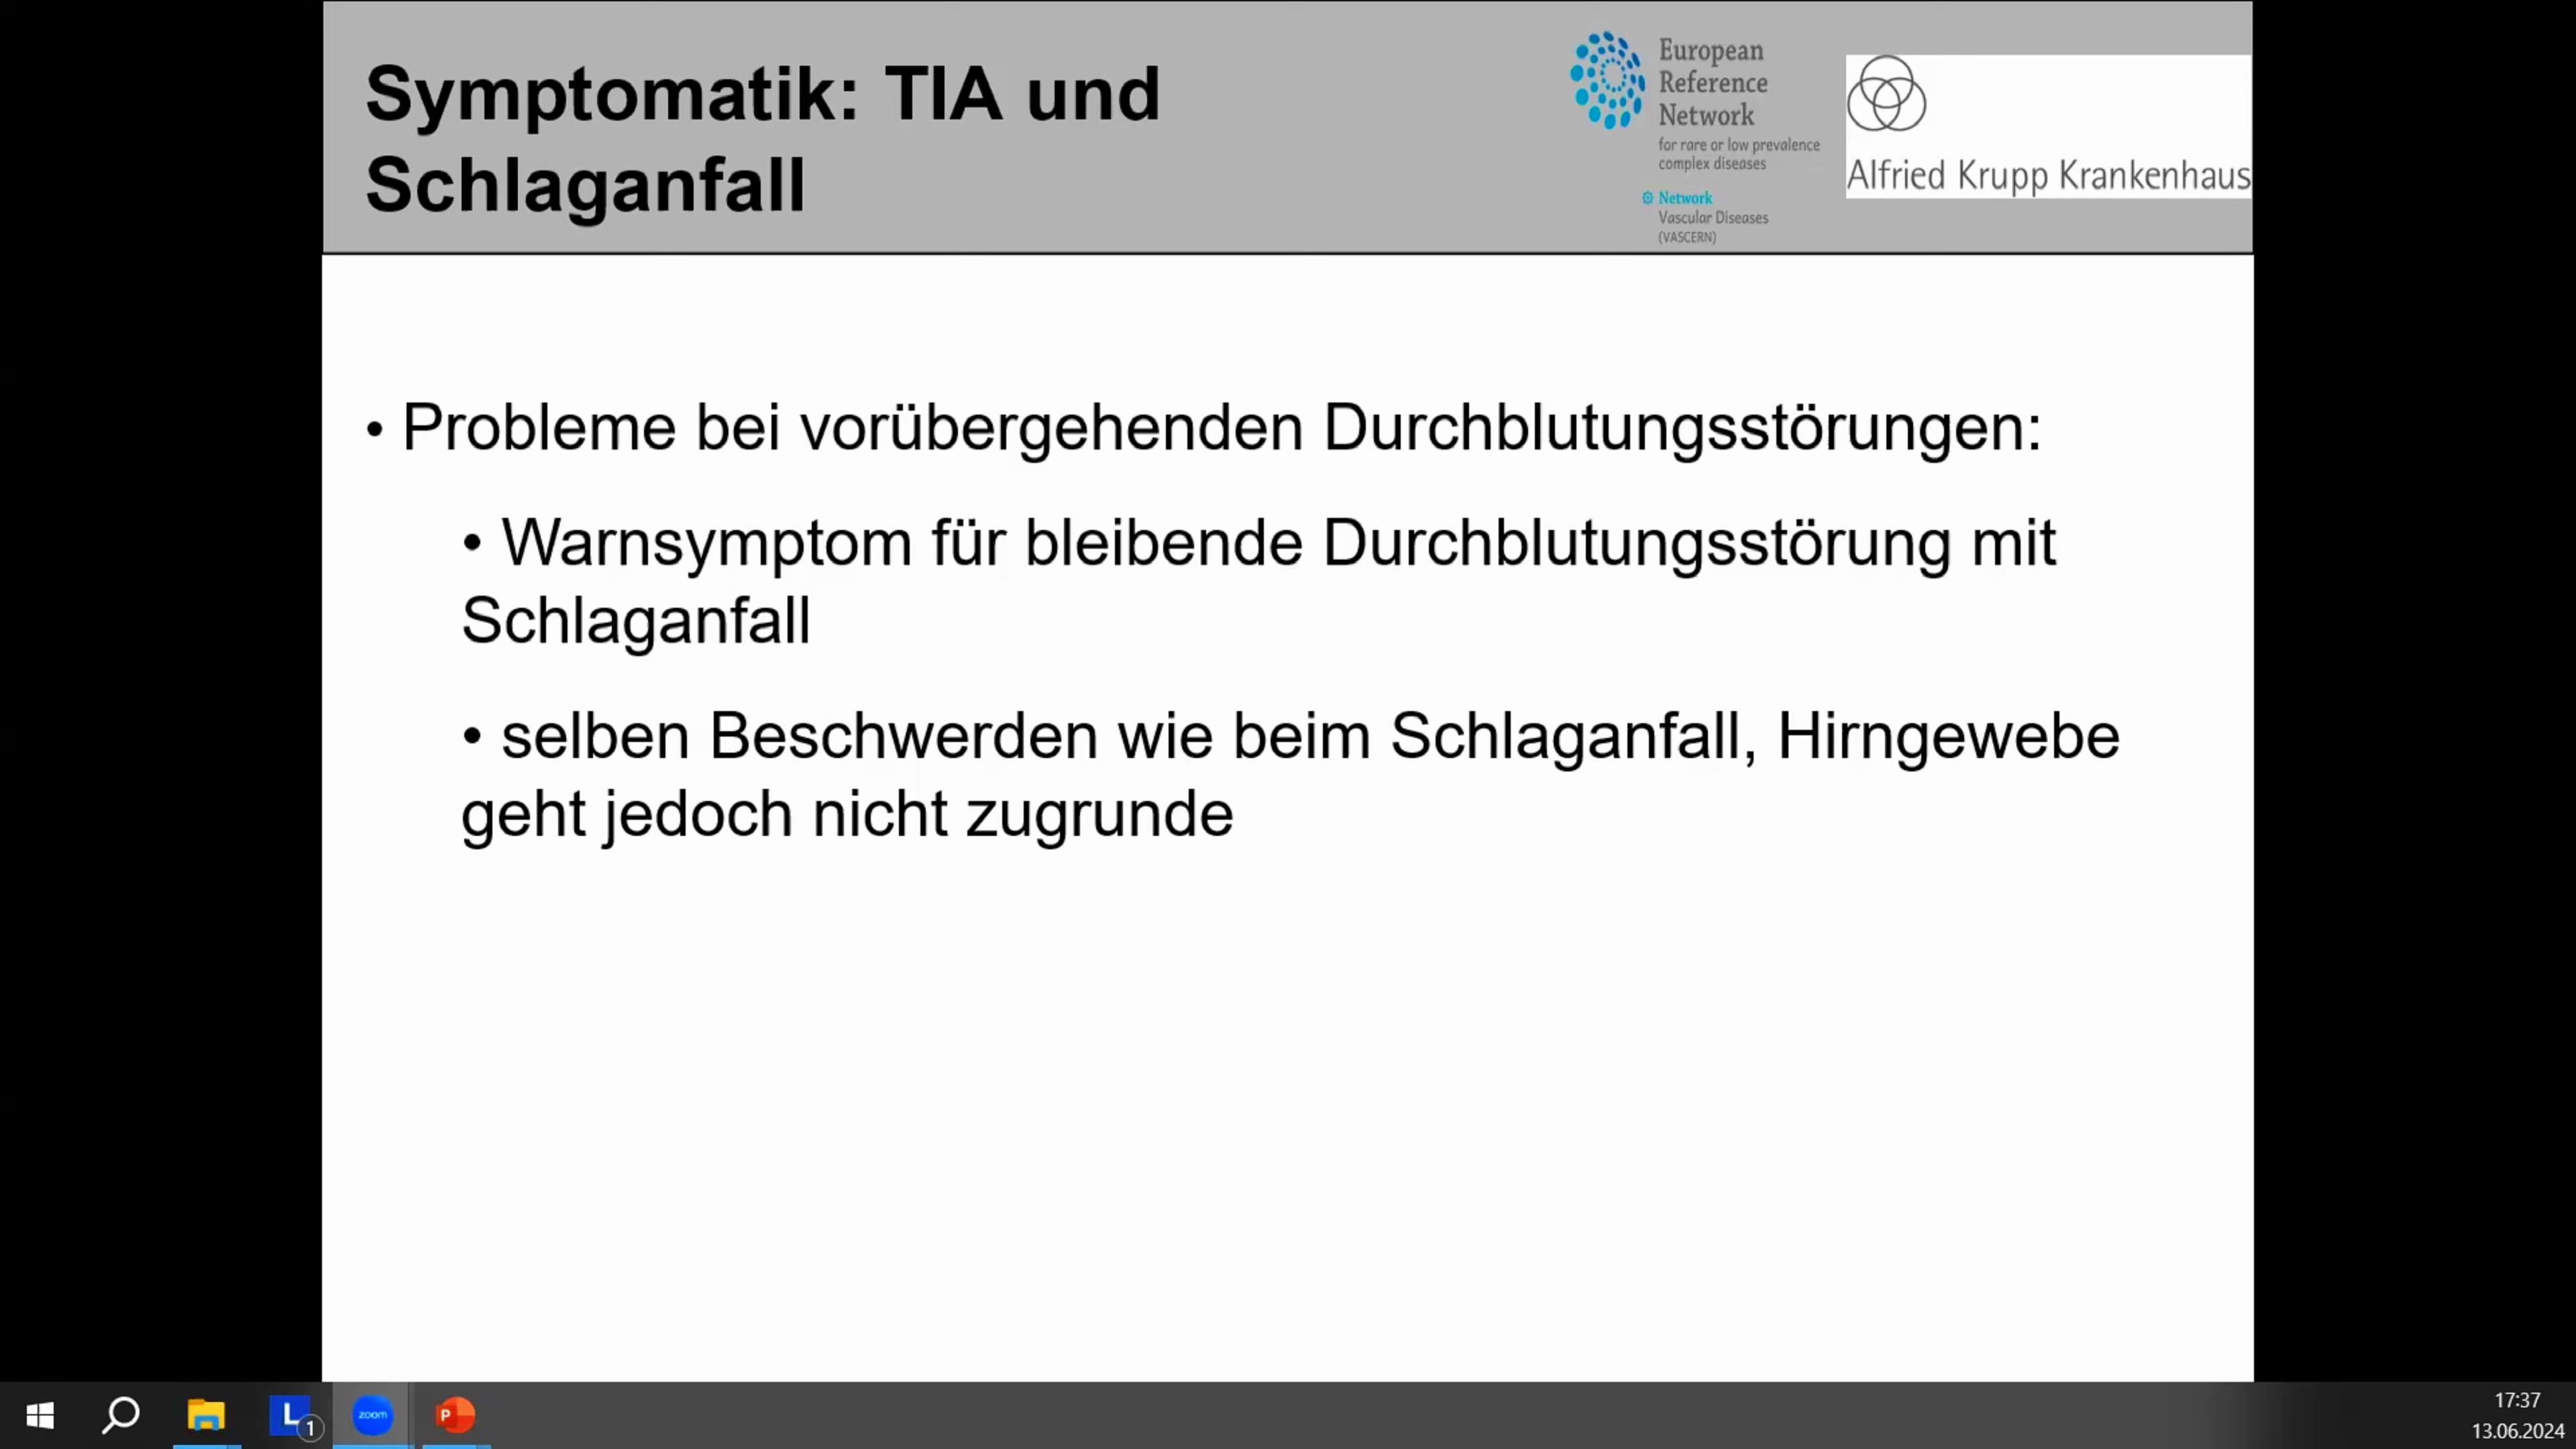 Symptomatik: TIA und
Schlaganfall
European
Reference
Network
for rare or low prevalence
complex diseases
Network
Vascular Diseases
(VASCERN)
Alfried Krupp Krankenhaus
• Probleme bei vorübergehenden Durchblutungsstörungen:
• Warnsymptom für bleibende Durchblutungsstörung mit
Schlaganfall
• selben Beschwerden wie beim Schlaganfall, Hirngewebe
geht jedoch nicht zugrunde
L
1
zoom
P
17:37
13.06.2024